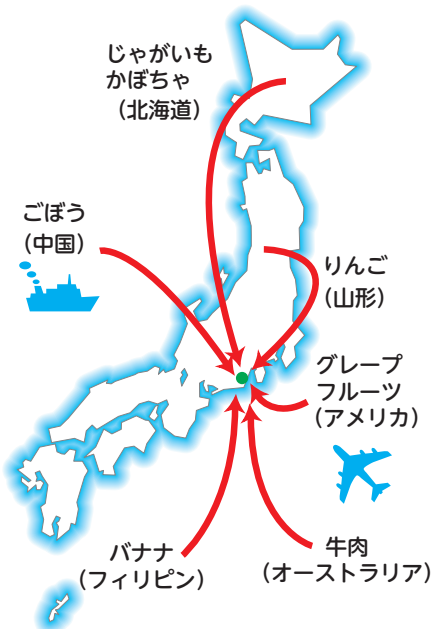 じゃがいも
かぼちゃ
（北海道）
ごぼう
（中国）
りんご
（山形）
グレープ
フルーツ
（アメリカ）
バナナ
（フィリピン）
牛肉
（オーストラリア）